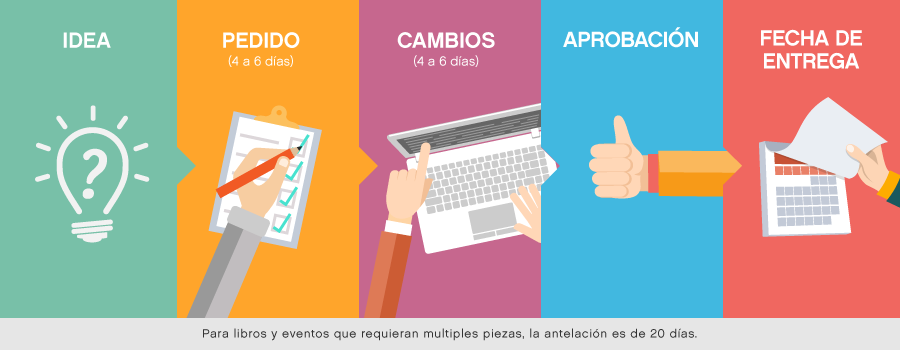 IDEA
PEDIDO
(4 a 6 días)
CAMBIOS
(4 a 6 días)
APROBACIÓN
FECHA DE
ENTREGA
Para libros y eventos que requieran multiples piezas, la antelación es de 20 días.